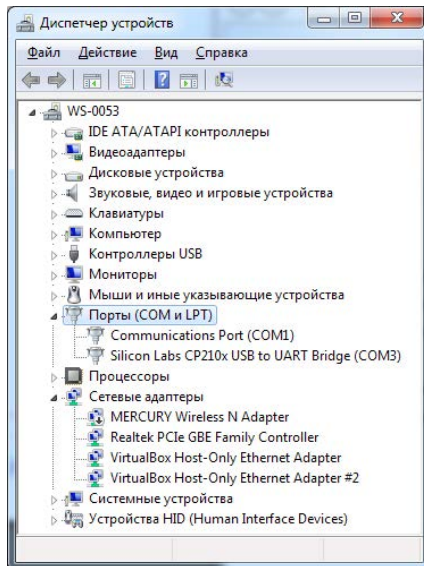 Диспетчер устройств
Файл Действие Вид Справка
WS-0053
IDE ATA/ATAPI контроллеры
Видеоадаптеры
Дисковые устройства
Звуковые, видео и игровые устройства
Клавиатуры
Компьютер
Контроллеры USB
Мониторы
Мыши и иные указывающие устройства
Порты (COM и LPT)
Communications Port (COM1)
Silicon Labs CP210x USB to UART Bridge (COM3)
Процессоры
Сетевые адаптеры
MERCURY Wireless N Adapter
Realtek PCIe GBE Family Controller
VirtualBox Host-Only Ethernet Adapter
VirtualBox Host-Only Ethernet Adapter #2
Системные устройства
Устройства HID (Human Interface Devices)